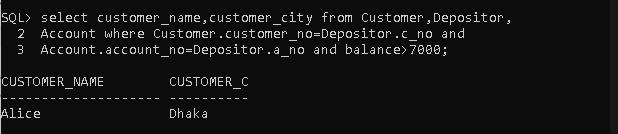 SQL> select customer_name,customer_city from Customer,Depositor,
  2  Account where Customer.customer_no=Depositor.c_no and
  3  Account.account_no=Depositor.a_no and balance>7000;
CUSTOMER_NAME        CUSTOMER_C
-------------------- ----------
Alice                Dhaka